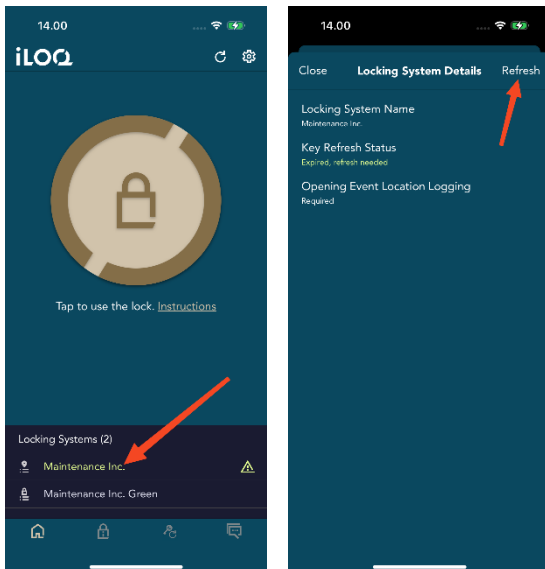 14.00
iLOQ
Tap to use the lock. Instructions
Locking Systems (2)
Maintenance Inc.
Maintenance Inc. Green
14.00
Close Locking System Details Refresh
Locking System Name
Maintenance Inc.
Key Refresh Status
Expired, refresh needed
Opening Event Location Logging
Required